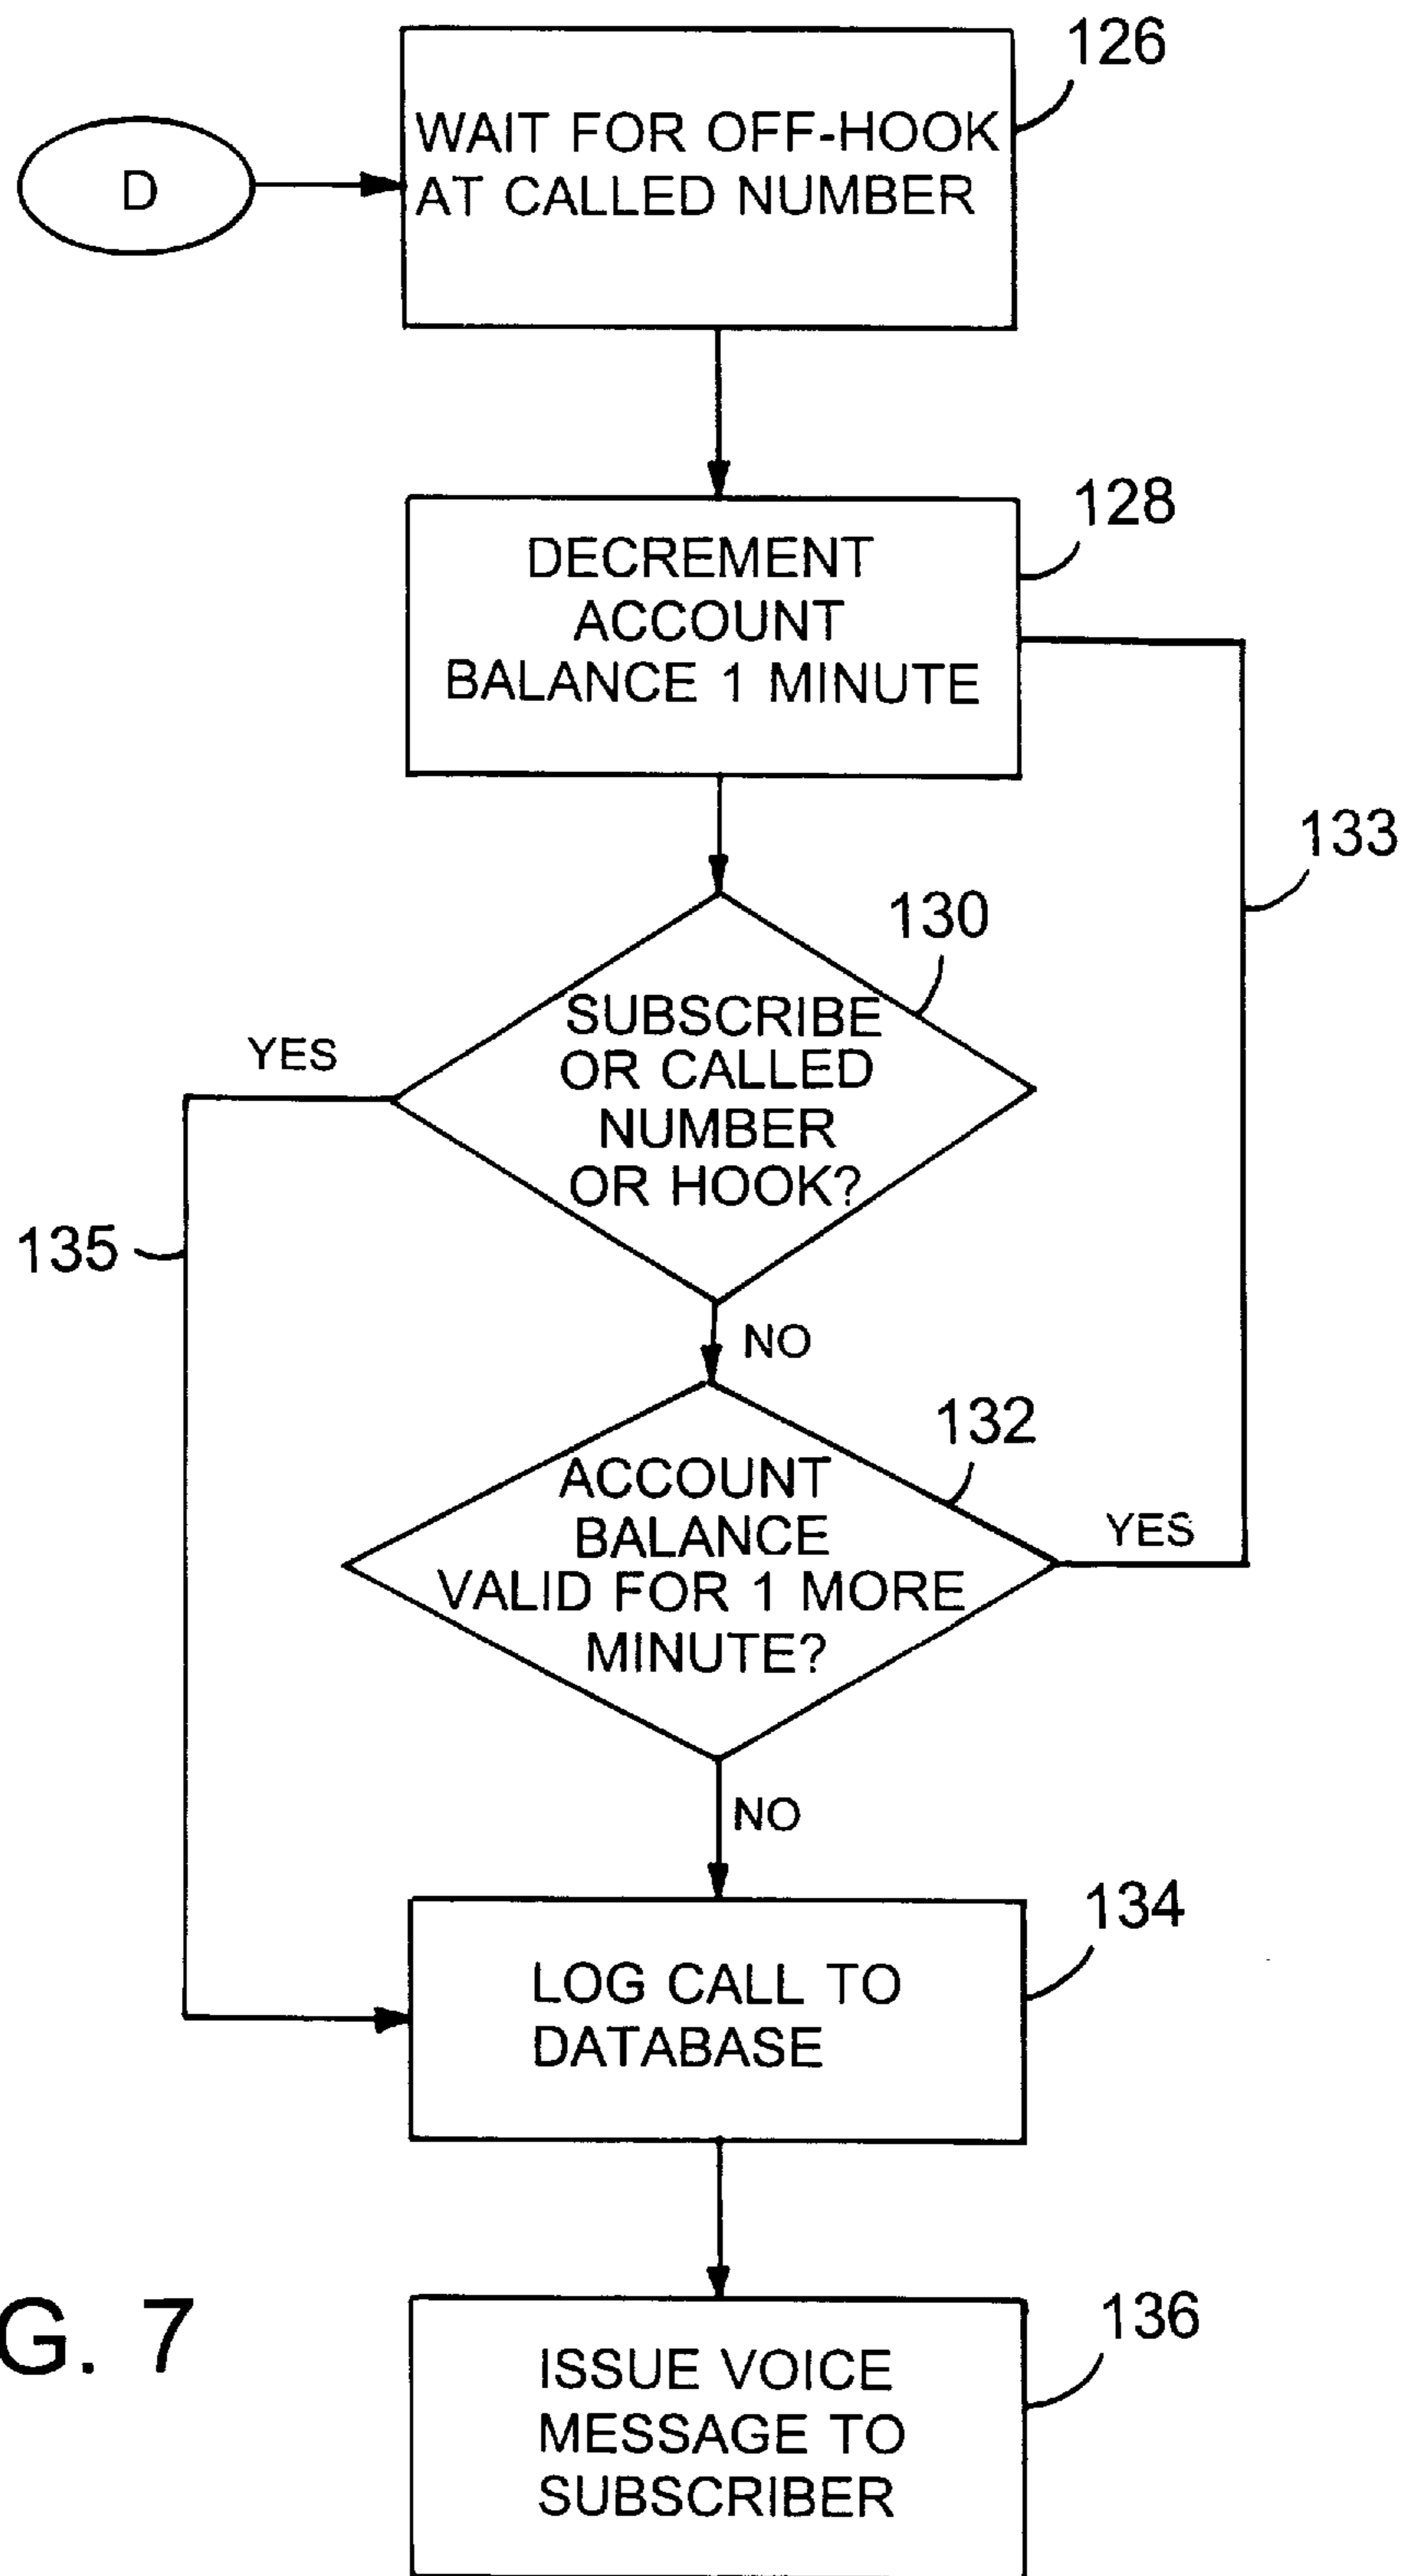 126
WAIT FOR OFF-HOOK
AT CALLED NUMBER
D
128
DECREMENT
ACCOUNT
BALANCE 1 MINUTE
133
130
SUBSCRIBE
OR CALLED
NUMBER
OR HOOK?
YES
135
NO
132
ACCOUNT
BALANCE
VALID FOR 1 MORE
MINUTE?
YES
NO
134
LOG CALL TO
DATABASE
136
ISSUE VOICE
MESSAGE TO
SUBSCRIBER
G. 7